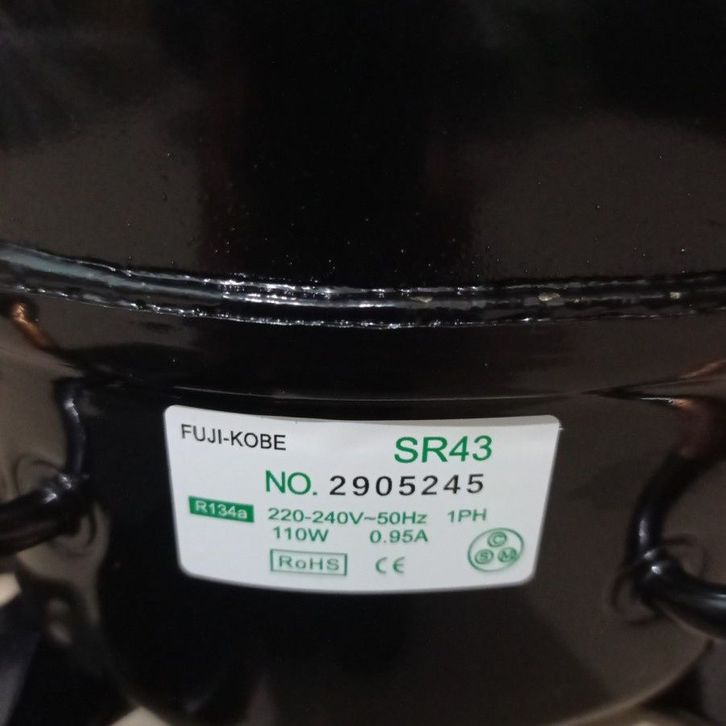 FUJI-KOBE SR43
NO. 2905245
R134a 220-240V~50Hz 1PH
110W 0.95A
RoHS CE
C
S M